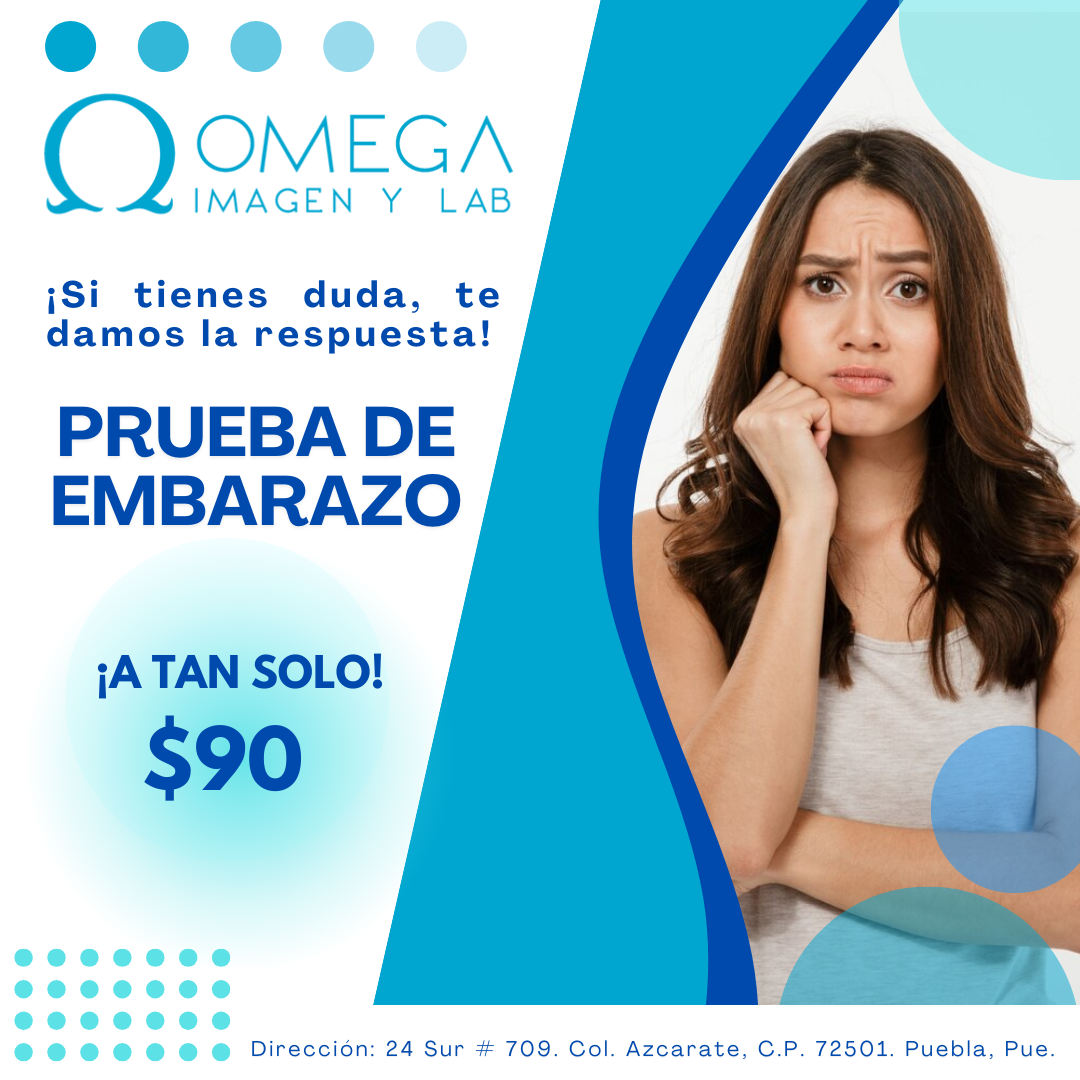 Ω OMEGA
IMAGEN Y LAB
¡Si tienes duda, te
damos la respuesta!
PRUEBA DE
EMBARAZO
¡A TAN SOLO!
$90
Dirección: 24 Sur # 709. Col. Azcarate, C.P. 72501. Puebla, Pue.